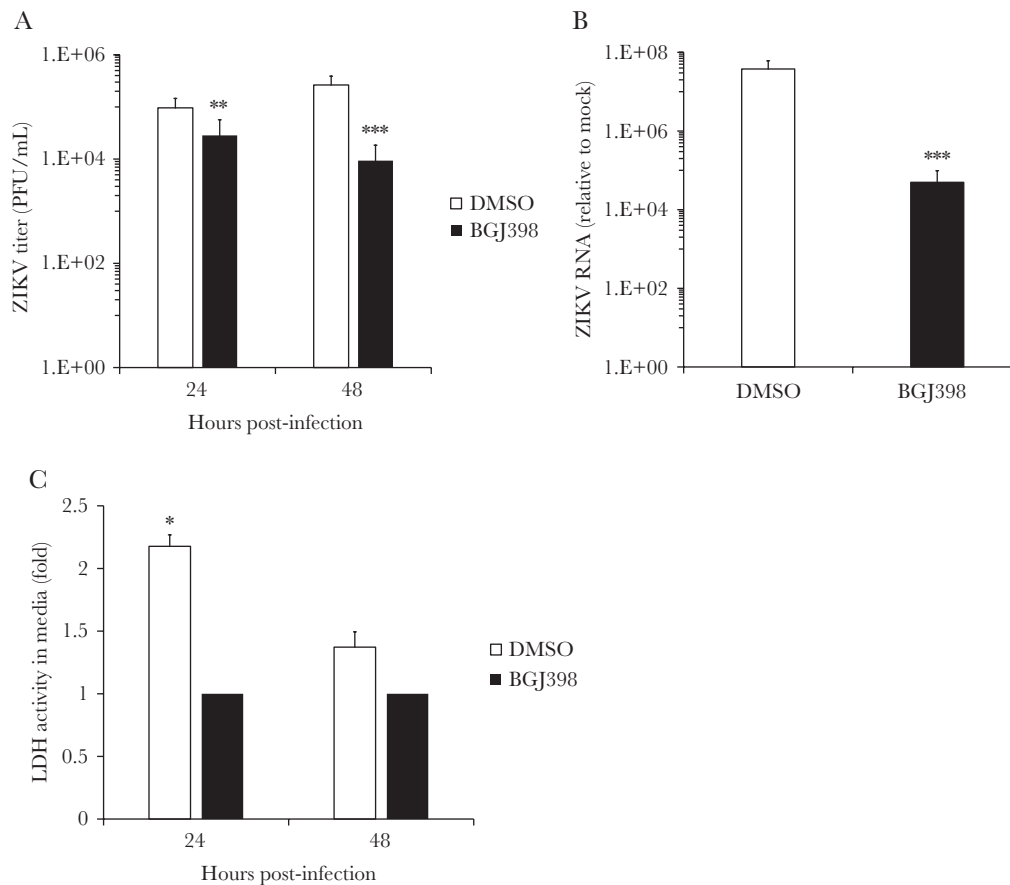 A
1.E+06
1.E+04
1.E+02
1.E+00
ZIKV titer (PFU/mL)
**
***
24
48
Hours post-infection
DMSO
BGJ398
B
1.E+08
1.E+06
1.E+04
1.E+02
1.E+00
ZIKV RNA (relative to mock)
***
DMSO
BGJ398
C
2.5
2
1.5
1
0.5
0
LDH activity in media (fold)
*
24
48
Hours post-infection
DMSO
BGJ398